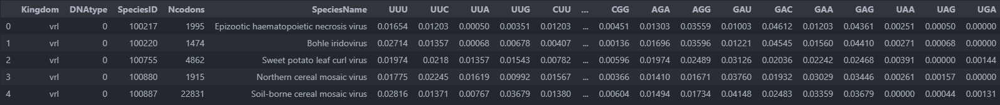 Kingdom DNAtype SpeciesID Ncodons SpeciesName UUU UUC UUA UUG CUU ... CGG AGA AGG GAU GAC GAA GAG UAA UAG UGA
0 vrl 0 100217 1995 Epizootic haematopoietic necrosis virus 0.01654 0.01203 0.00050 0.00351 0.01203 ... 0.00451 0.01303 0.03559 0.01003 0.04612 0.01203 0.04361 0.00251 0.00050 0.00000
1 vrl 0 100220 1474 Bohle iridovirus 0.02714 0.01357 0.00068 0.00678 0.00407 ... 0.00136 0.01696 0.03596 0.01221 0.04545 0.01560 0.04410 0.00271 0.00068 0.00000
2 vrl 0 100755 4862 Sweet potato leaf curl virus 0.01974 0.0218 0.01357 0.01543 0.00782 ... 0.00596 0.01974 0.02489 0.03126 0.02036 0.02242 0.02468 0.00391 0.00000 0.00144
3 vrl 0 100880 1915 Northern cereal mosaic virus 0.01775 0.02245 0.01619 0.00992 0.01567 ... 0.00366 0.01410 0.01671 0.03760 0.01932 0.03029 0.03446 0.00261 0.00157 0.00000
4 vrl 0 100887 22831 Soil-borne cereal mosaic virus 0.02816 0.01371 0.00767 0.03679 0.01380 ... 0.00604 0.01494 0.01734 0.04148 0.02483 0.03359 0.03679 0.00000 0.00044 0.00131